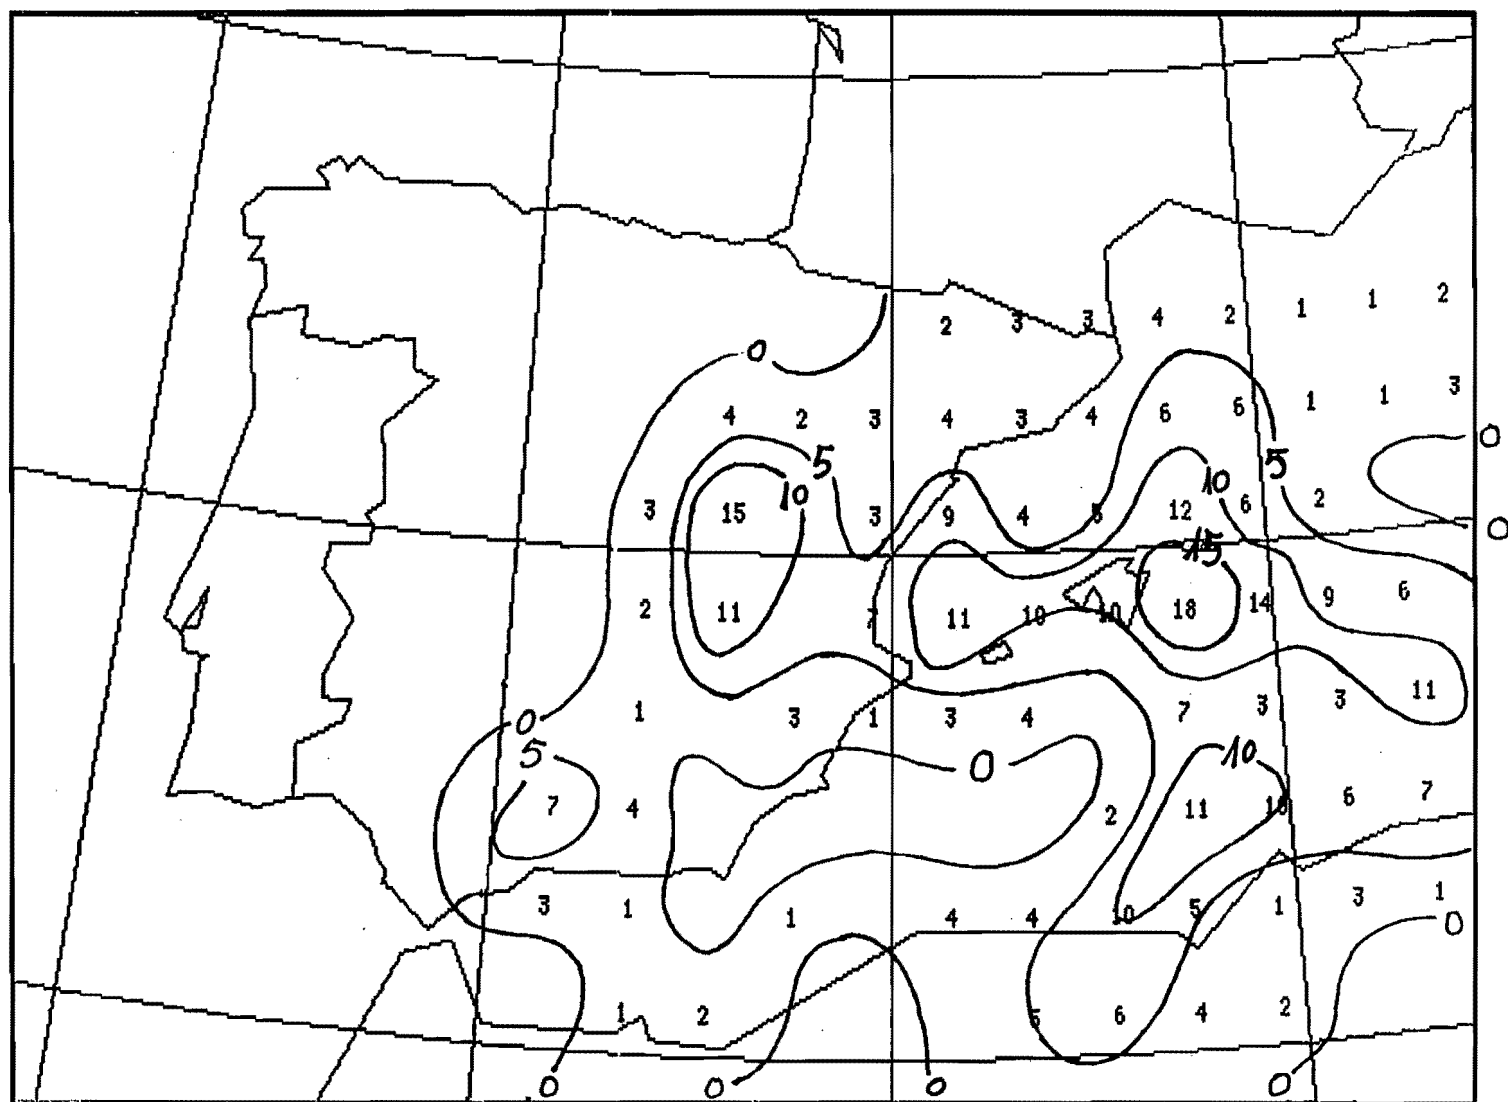 2 3 3 4 2 1 1 2
0
4 2 3 4 3 4 6 6 1 1 3
0
5 10 5
10
3 15 3 9 4 5 12 6 2
0
15
2 11 7 11 10 10 18 14 9 6
1 3 1 3 4 7 3 3 11
0
5 0 10
7 4 2 11 10 6 7
3 1 1 4 4 10 5 1 3 1
0
1 2 5 6 4 2
0 0 0 0